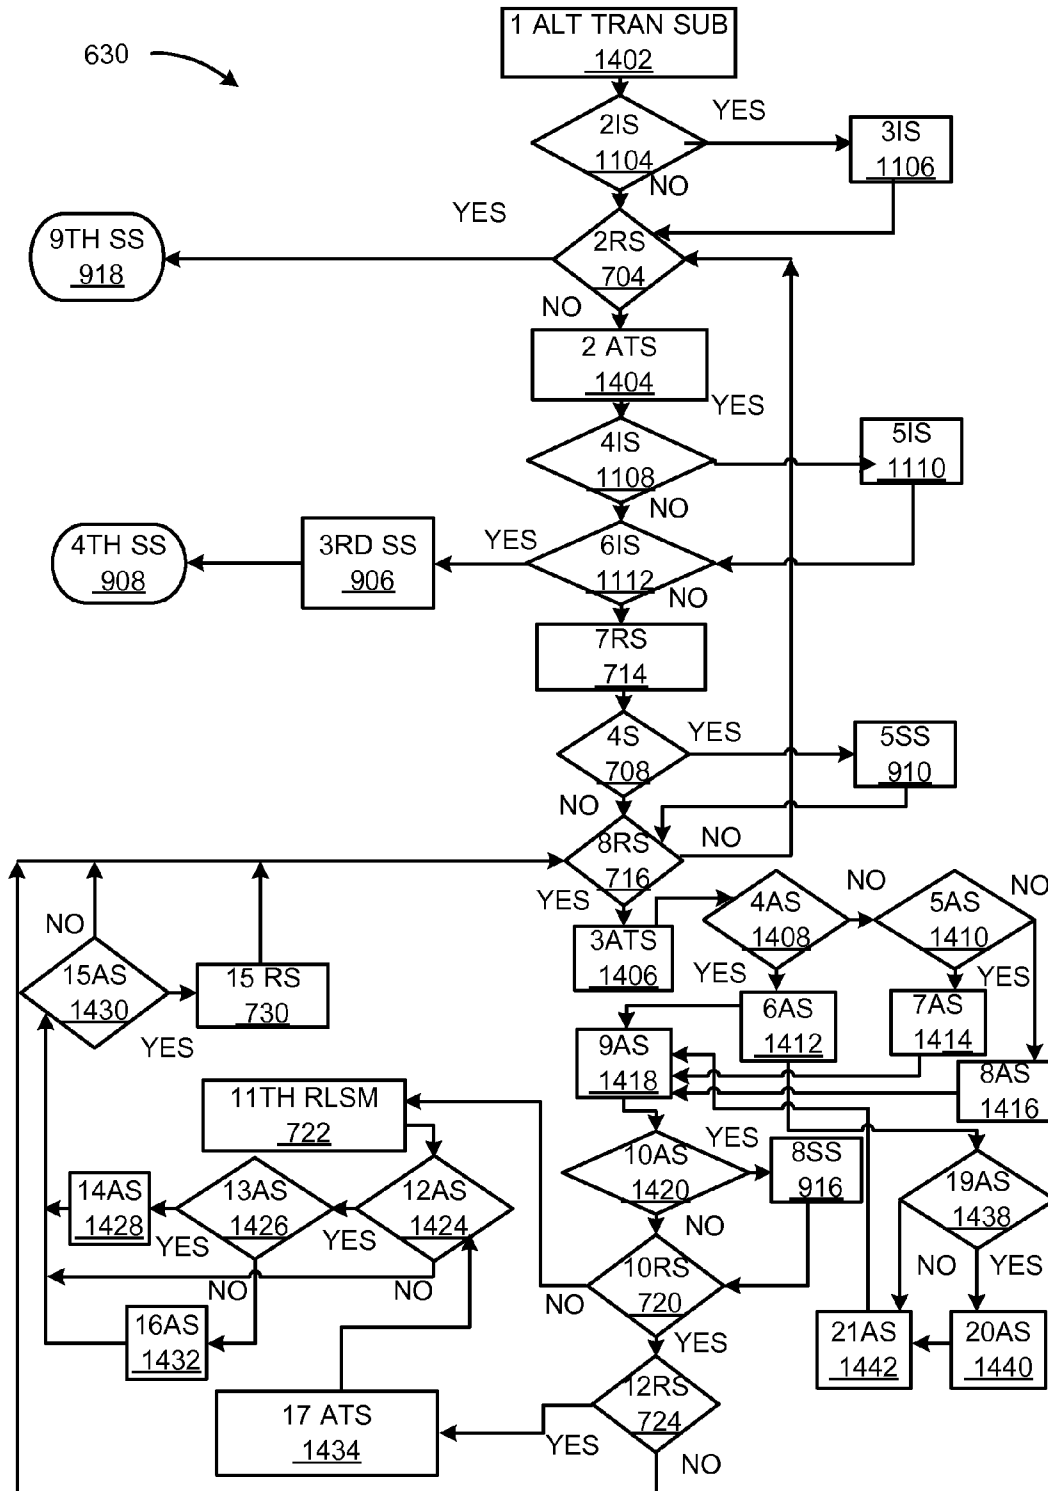 1 ALT TRAN SUB
1402
630
2IS
1104
YES
NO
3IS
1106
YES
9TH SS
918
2RS
704
NO
2 ATS
1404
YES
4IS
1108
NO
5IS
1110
4TH SS
908
3RD SS
906
YES
6IS
1112
NO
7RS
714
4S
708
YES
NO
5SS
910
8RS
716
NO
YES
3ATS
1406
4AS
1408
NO
YES
5AS
1410
NO
YES
NO
15AS
1430
YES
15 RS
730
9AS
1418
6AS
1412
7AS
1414
8AS
1416
11TH RLSM
722
10AS
1420
YES
NO
8SS
916
19AS
1438
NO
YES
14AS
1428
YES
13AS
1426
NO
YES
12AS
1424
NO
10RS
720
NO
YES
16AS
1432
21AS
1442
20AS
1440
12RS
724
YES
NO
17 ATS
1434